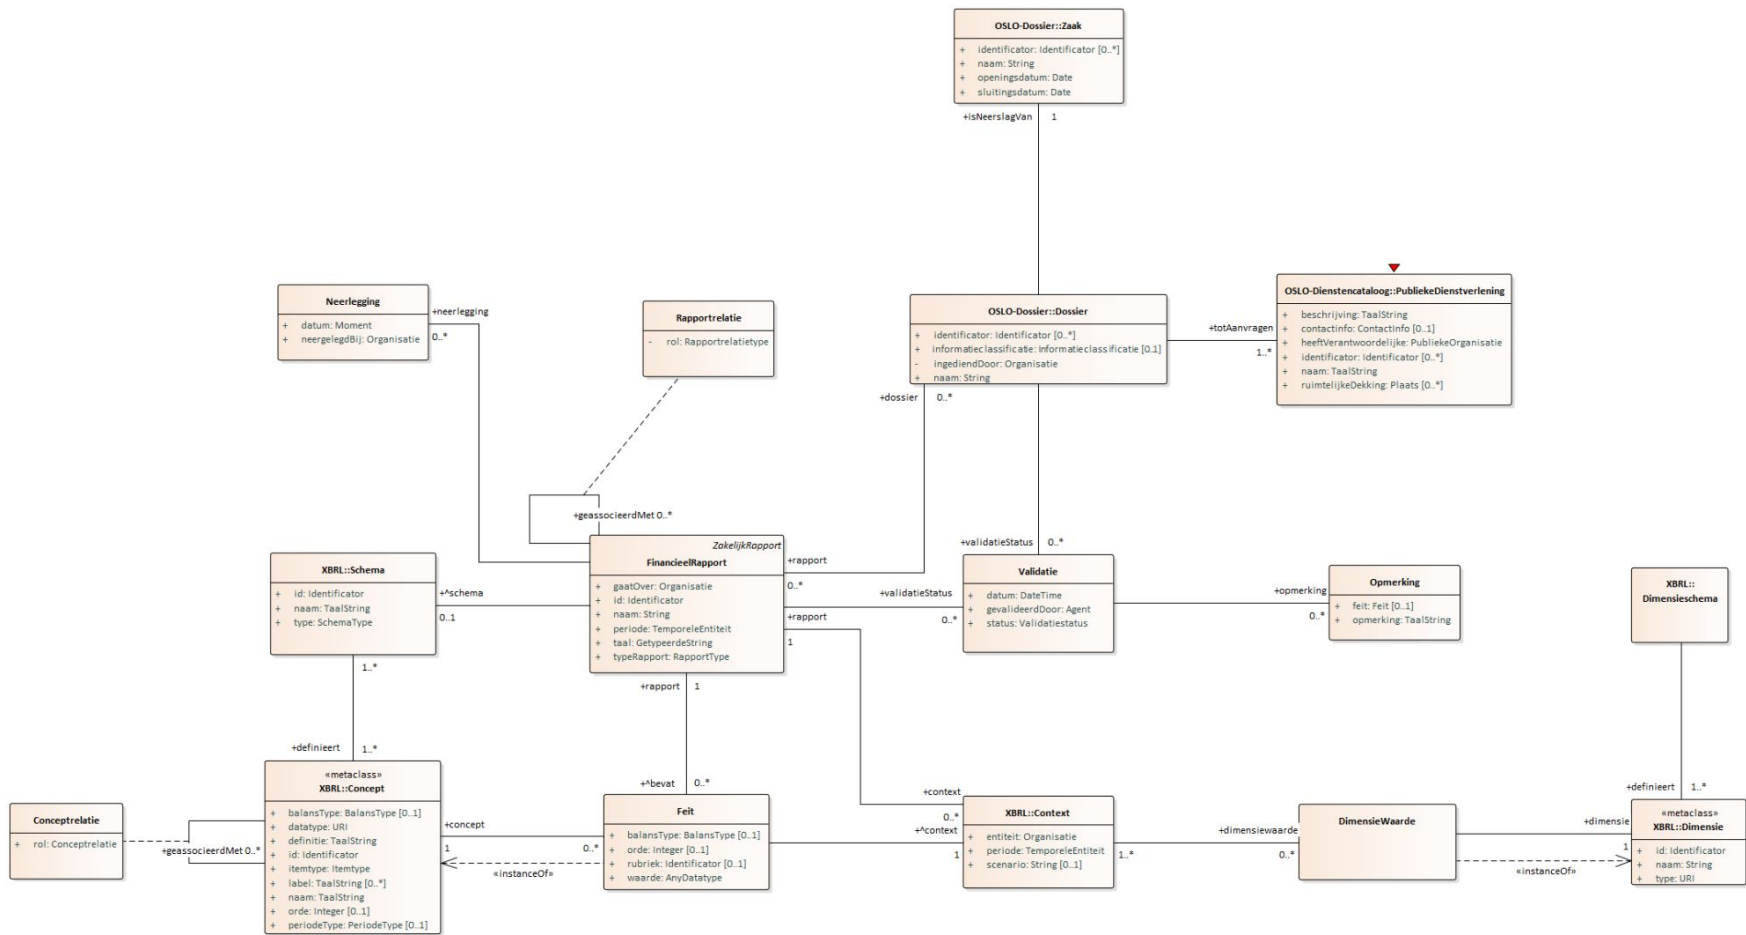 OSLO-Dossier::Zaak
+ identificator: Identificator [0..*]
+ naam: String
+ openingsdatum: Date
+ sluitingsdatum: Date
+isNeerslagVan 1
Neerlegging
+ datum: Moment
+ neergelegdBij: Organisatie
+neerlegging
0..*
Rapportrelatie
- rol: Rapportrelatietype
OSLO-Dossier::Dossier
+ identificator: Identificator [0..*]
+ informatieclassificatie: Informatieclassificatie [0.1]
- ingediendDoor: Organisatie
+ naam: String
+totAanvragen
1..*
OSLO-Dienstencataloog::PubliekeDienstverlening
+ beschrijving: TaalString
+ contactinfo: ContactInfo [0..1]
+ heeftVerantwoordelijke: PubliekeOrganisatie
+ identificator: Identificator [0..*]
+ naam: TaalString
+ ruimtelijkeDekking: Plaats [0..*]
+dossier 0..*
+geassocieerdMet 0..*
ZakelijkRapport
FinancieelRapport
+ gaatOver: Organisatie
+ id: Identificator
+ naam: String
+ periode: TemporeleEntiteit
+ taal: GetypeerdeString
+ typeRapport: RapportType
+rapport
0..*
+validatieStatus 0..*
XBRL::Schema
+ id: Identificator
+ naam: TaalString
+ type: SchemaType
+^schema
0..1
+validatieStatus
0..*
+rapport
1
Validatie
+ datum: DateTime
+ gevalideerdDoor: Agent
+ status: Validatiestatus
+opmerking
0..*
Opmerking
+ feit: Feit [0..1]
+ opmerking: TaalString
XBRL::
Dimensieschema
1..*
+rapport 1
+definieert 1..*
+^bevat 0..*
+definieert 1..*
«metaclass»
XBRL::Concept
+ balansType: BalansType [0..1]
+ datatype: URI
+ definitie: TaalString
+ id: Identificator
+ itemtype: Itemtype
+ label: TaalString [0..*]
+ naam: TaalString
+ orde: Integer [0..1]
+ periodeType: PeriodeType [0..1]
Conceptrelatie
+ rol: Conceptrelatie
+geassocieerdMet 0..*
+concept
1
0..*
«instanceOf»
Feit
+ balansType: BalansType [0..1]
+ orde: Integer [0..1]
+ rubriek: Identificator [0..1]
+ waarde: AnyDatatype
+context
0..*
+^context
1
XBRL::Context
+ entiteit: Organisatie
+ periode: TemporeleEntiteit
+ scenario: String [0..1]
+dimensiewaarde
1..*
0..*
DimensieWaarde
+dimensie
1
«instanceOf»
«metaclass»
XBRL::Dimensie
+ id: Identificator
+ naam: String
+ type: URI